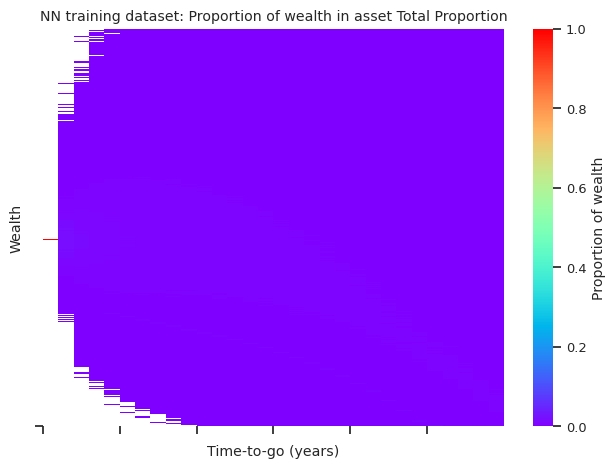 NN training dataset: Proportion of wealth in asset Total Proportion
1.0
0.8
0.6
0.4
0.2
0.0
Proportion of wealth
Wealth
Time-to-go (years)